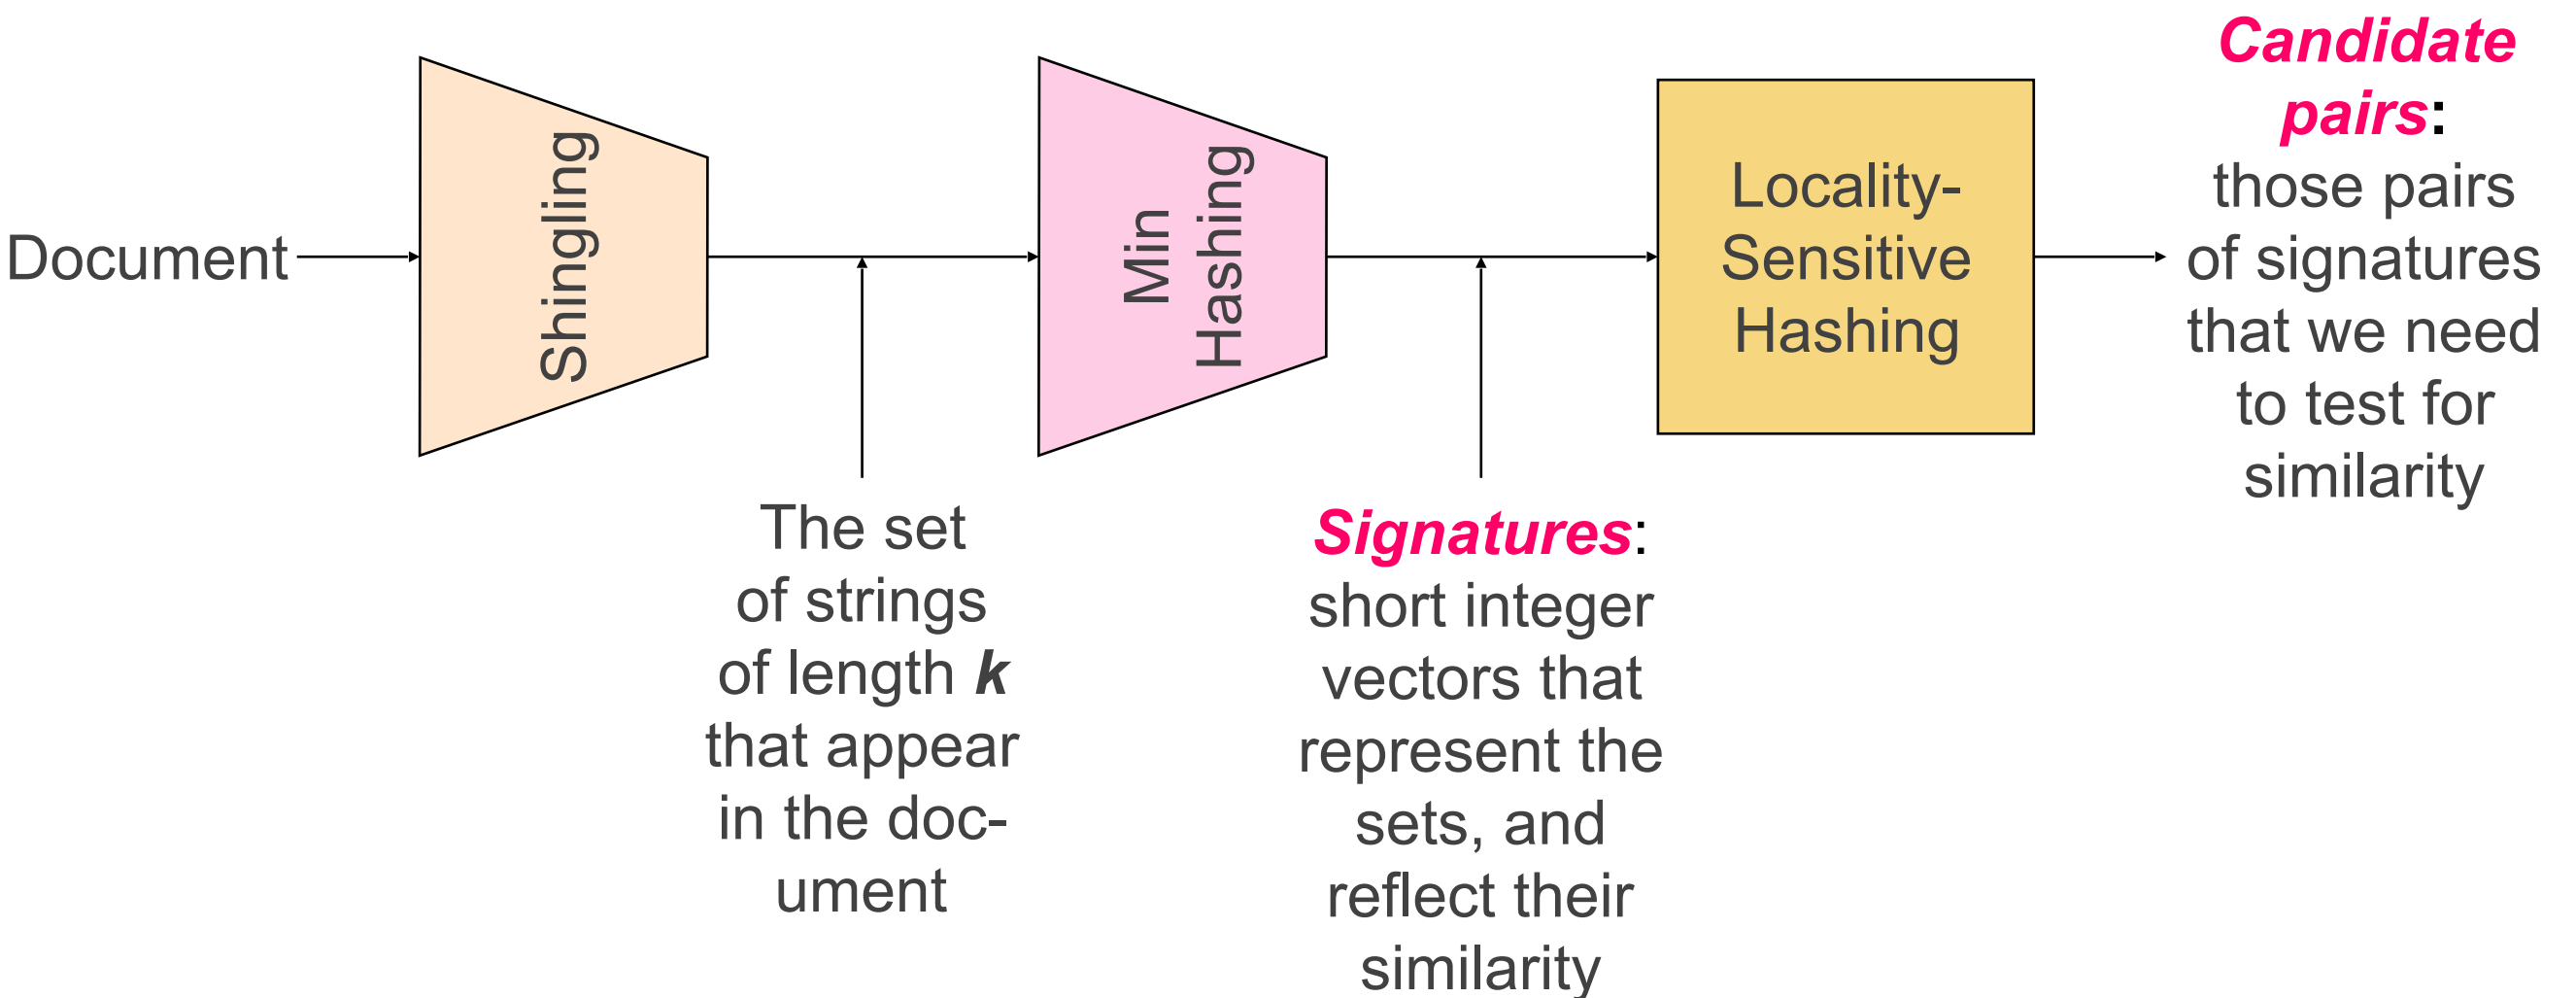 Document
Shingling
The set
of strings
of length k
that appear
in the doc-
ument
Min
Hashing
Signatures:
short integer
vectors that
represent the
sets, and
reflect their
similarity
Locality-
Sensitive
Hashing
Candidate
pairs:
those pairs
of signatures
that we need
to test for
similarity